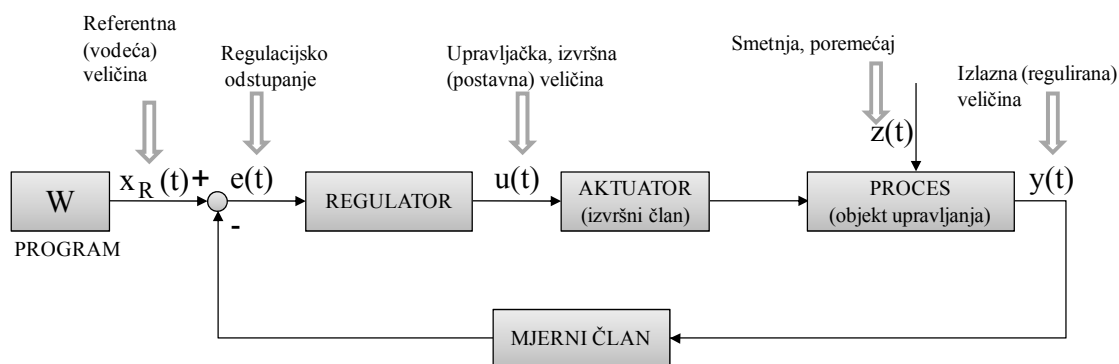 Referentna
(vodeća)
veličina
Regulacijsko
odstupanje
Upravljačka, izvršna
(postavna) veličina
Smetnja, poremećaj
Izlazna (regulirana)
veličina
z(t)
W
x_R (t) +
e(t)
REGULATOR
u(t)
AKTUATOR
(izvršni član)
PROCES
(objekt upravljanja)
y(t)
-
PROGRAM
MJERNI ČLAN